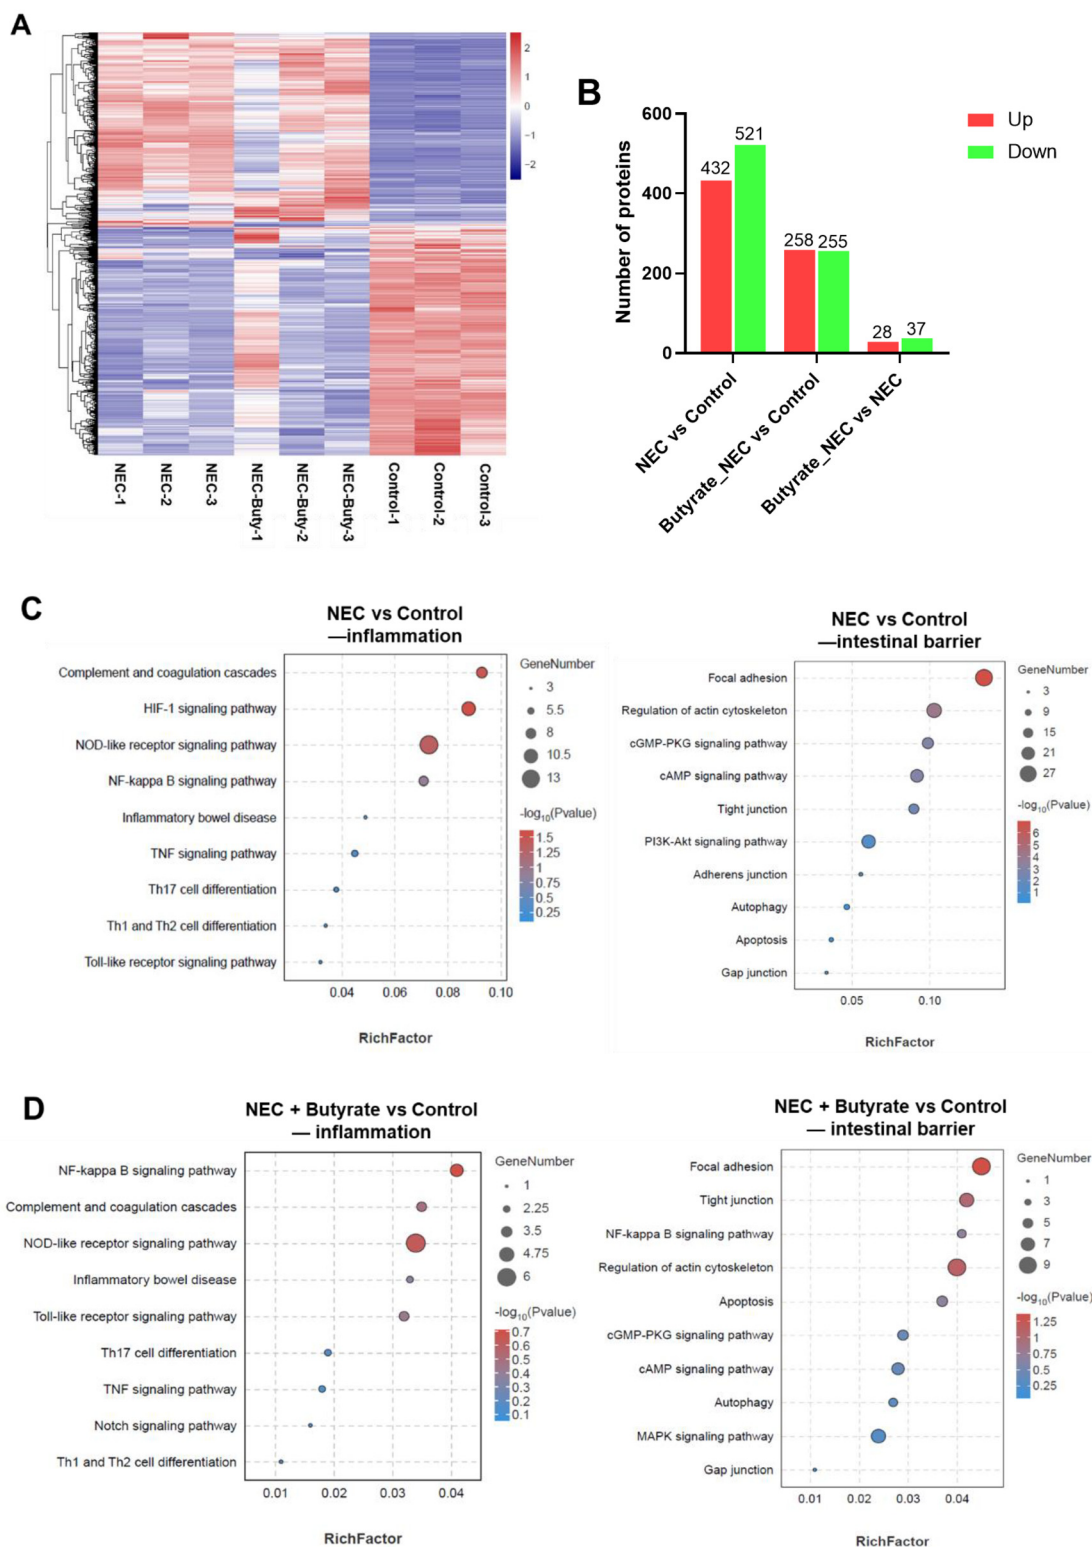 A
2
1
0
−1
−2
NEC-1
NEC-2
NEC-3
NEC-Buty-1
NEC-Buty-2
NEC-Buty-3
Control-1
Control-2
Control-3
B
Number of proteins
600
400
200
0
432
521
258
255
28
37
NEC vs Control
Butyrate_NEC vs Control
Butyrate_NEC vs NEC
Up
Down
C
NEC vs Control
—inflammation
Complement and coagulation cascades
HIF-1 signaling pathway
NOD-like receptor signaling pathway
NF-kappa B signaling pathway
Inflammatory bowel disease
TNF signaling pathway
Th17 cell differentiation
Th1 and Th2 cell differentiation
Toll-like receptor signaling pathway
0.04
0.06
0.08
0.10
RichFactor
GeneNumber
3
5.5
8
10.5
13
-log10(Pvalue)
1.5
1.25
1
0.75
0.5
0.25
NEC vs Control
—intestinal barrier
Focal adhesion
Regulation of actin cytoskeleton
cGMP-PKG signaling pathway
cAMP signaling pathway
Tight junction
PI3K-Akt signaling pathway
Adherens junction
Autophagy
Apoptosis
Gap junction
0.05
0.10
RichFactor
GeneNumber
3
9
15
21
27
-log10(Pvalue)
6
5
4
3
2
1
D
NEC + Butyrate vs Control
— inflammation
NF-kappa B signaling pathway
Complement and coagulation cascades
NOD-like receptor signaling pathway
Inflammatory bowel disease
Toll-like receptor signaling pathway
Th17 cell differentiation
TNF signaling pathway
Notch signaling pathway
Th1 and Th2 cell differentiation
0.01
0.02
0.03
0.04
RichFactor
GeneNumber
1
2.25
3.5
4.75
6
-log10(Pvalue)
0.7
0.6
0.5
0.4
0.3
0.2
0.1
NEC + Butyrate vs Control
— intestinal barrier
Focal adhesion
Tight junction
NF-kappa B signaling pathway
Regulation of actin cytoskeleton
Apoptosis
cGMP-PKG signaling pathway
cAMP signaling pathway
Autophagy
MAPK signaling pathway
Gap junction
0.01
0.02
0.03
0.04
RichFactor
GeneNumber
1
3
5
7
9
-log10(Pvalue)
1.25
1
0.75
0.5
0.25